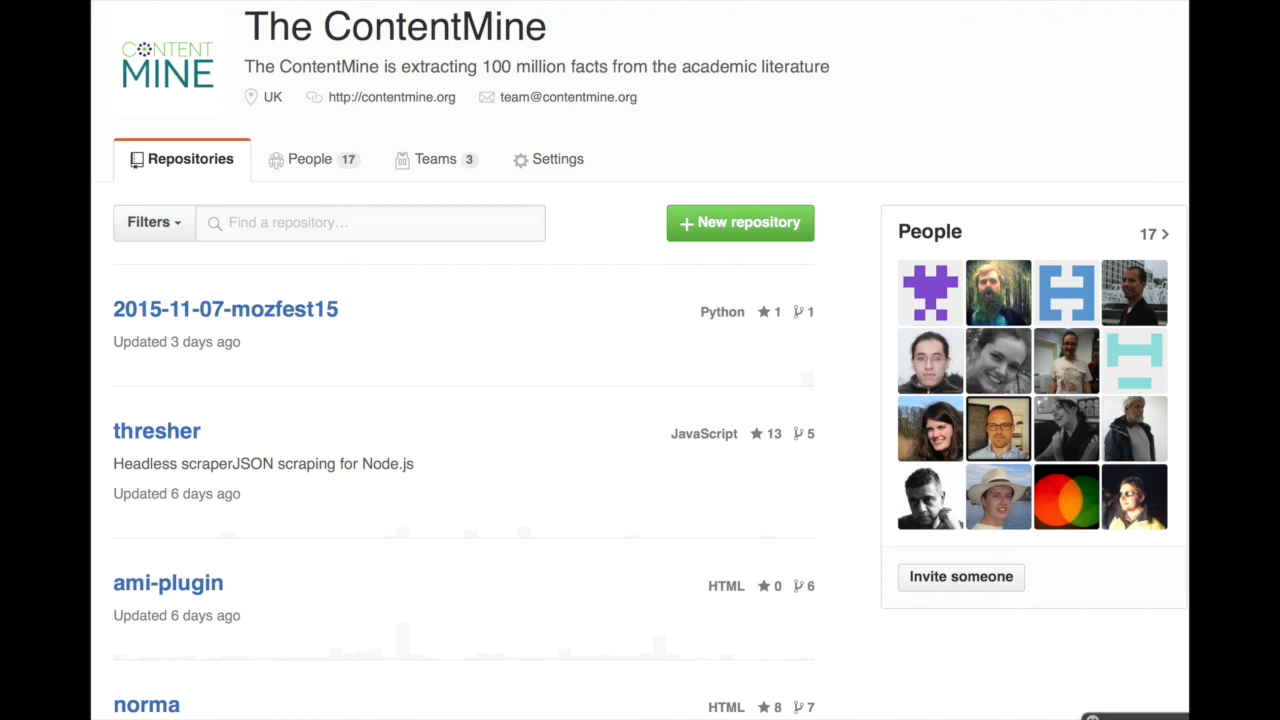 The ContentMine
CONTENT
MINE
The ContentMine is extracting 100 million facts from the academic literature
UK http://contentmine.org team@contentmine.org
Repositories People 17 Teams 3 Settings
Filters Find a repository… New repository
People 17
2015-11-07-mozfest15 Python 1 1
Updated 3 days ago
thresher JavaScript 13 5
Headless scraperJSON scraping for Node.js
Updated 6 days ago
Invite someone
ami-plugin HTML 0 6
Updated 6 days ago
norma HTML 8 7